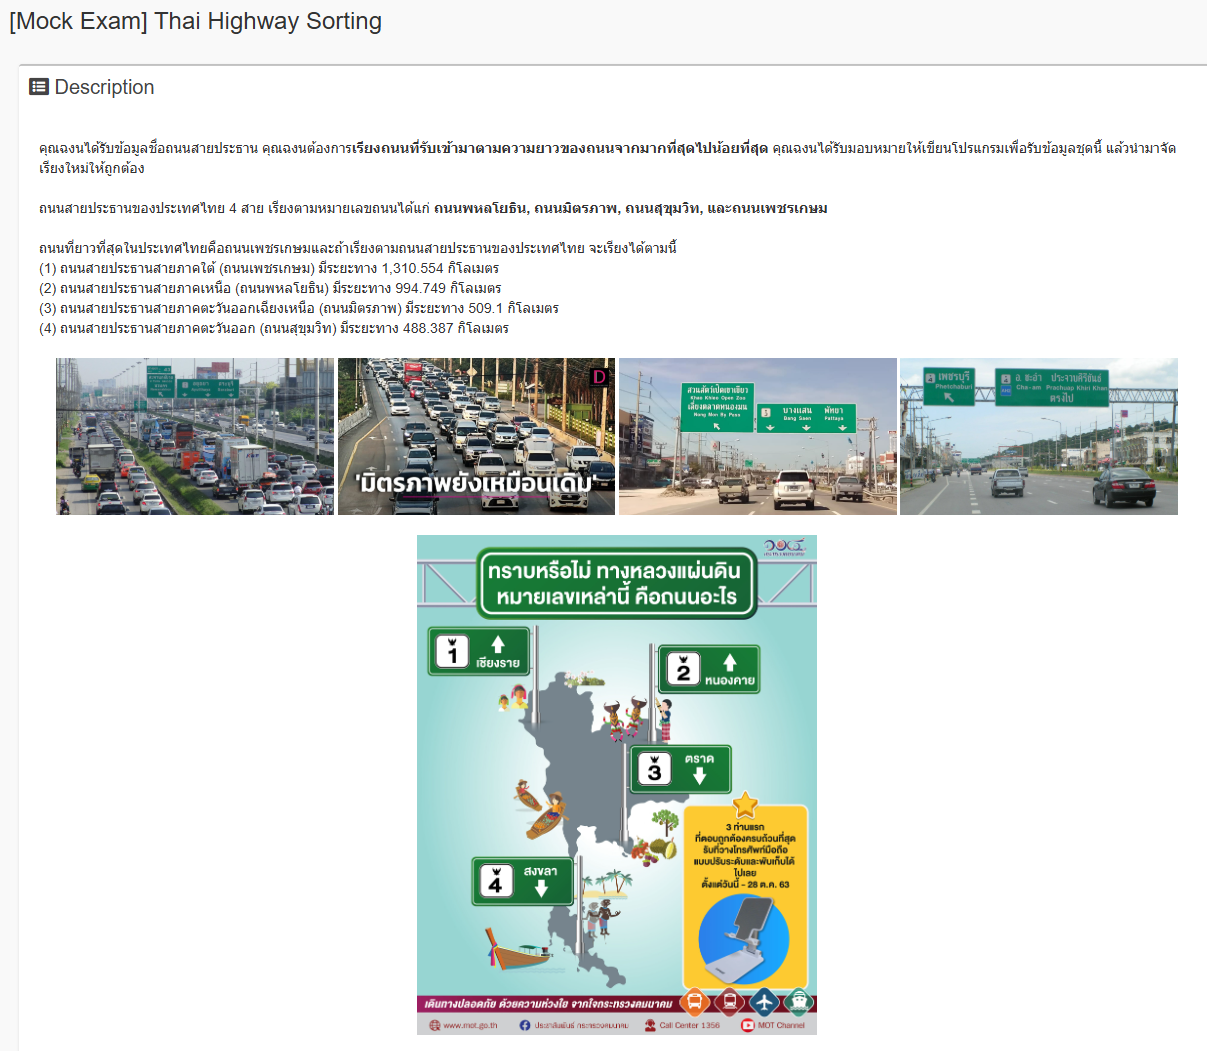 [Mock Exam] Thai Highway Sorting
Description
คุณฉงนได้รับข้อมูลชื่อถนนสายประธาน คุณฉงนต้องการเรียงถนนที่รับเข้ามาตามความยาวของถนนจากมากที่สุดไปน้อยที่สุด คุณฉงนได้รับมอบหมายให้เขียนโปรแกรมเพื่อรับข้อมูลชุดนี้ แล้วนำมาจัด
เรียงใหม่ให้ถูกต้อง
ถนนสายประธานของประเทศไทย 4 สาย เรียงตามหมายเลขถนนได้แก่ ถนนพหลโยธิน, ถนนมิตรภาพ, ถนนสุขุมวิท, และถนนเพชรเกษม
ถนนที่ยาวที่สุดในประเทศไทยคือถนนเพชรเกษมและถ้าเรียงตามถนนสายประธานของประเทศไทย จะเรียงได้ตามนี้
(1) ถนนสายประธานสายภาคใต้ (ถนนเพชรเกษม) มีระยะทาง 1,310.554 กิโลเมตร
(2) ถนนสายประธานสายภาคเหนือ (ถนนพหลโยธิน) มีระยะทาง 994.749 กิโลเมตร
(3) ถนนสายประธานสายภาคตะวันออกเฉียงเหนือ (ถนนมิตรภาพ) มีระยะทาง 509.1 กิโลเมตร
(4) ถนนสายประธานสายภาคตะวันออก (ถนนสุขุมวิท) มีระยะทาง 488.387 กิโลเมตร
D
'มิตรภาพยังเหมือนเดิม'
สวนสัตว์เปิดเขาเขียว
Khao Kheo Open Zoo
เลี่ยงตลาดหนองมน
Nong Mon By Pass
3
บางแสน พัทยา
Bang Saen Pattaya
4 เพชรบุรี
Phetchaburi
4 อ. ชะอำ ประจวบคีรีขันธ์
Cha-am Prachuap Khiri Khan
ตรงไป
ทราบหรือไม่ ทางหลวงแผ่นดิน
หมายเลขเหล่านี้ คือถนนอะไร
1 เชียงราย
2 หนองคาย
3 ตราด
4 สงขลา
3 ท่านแรก
ที่ตอบถูกต้องครบถ้วนที่สุด
รับที่วางโทรศัพท์มือถือ
แบบปรับระดับและพับเก็บได้
ไปเลย
ตั้งแต่วันนี้ - 28 ต.ค. 63
เดินทางปลอดภัย ด้วยความห่วงใย จากใจกระทรวงคมนาคม
www.mot.go.th ประชาสัมพันธ์ กระทรวงคมนาคม Call Center 1356 MOT Channel